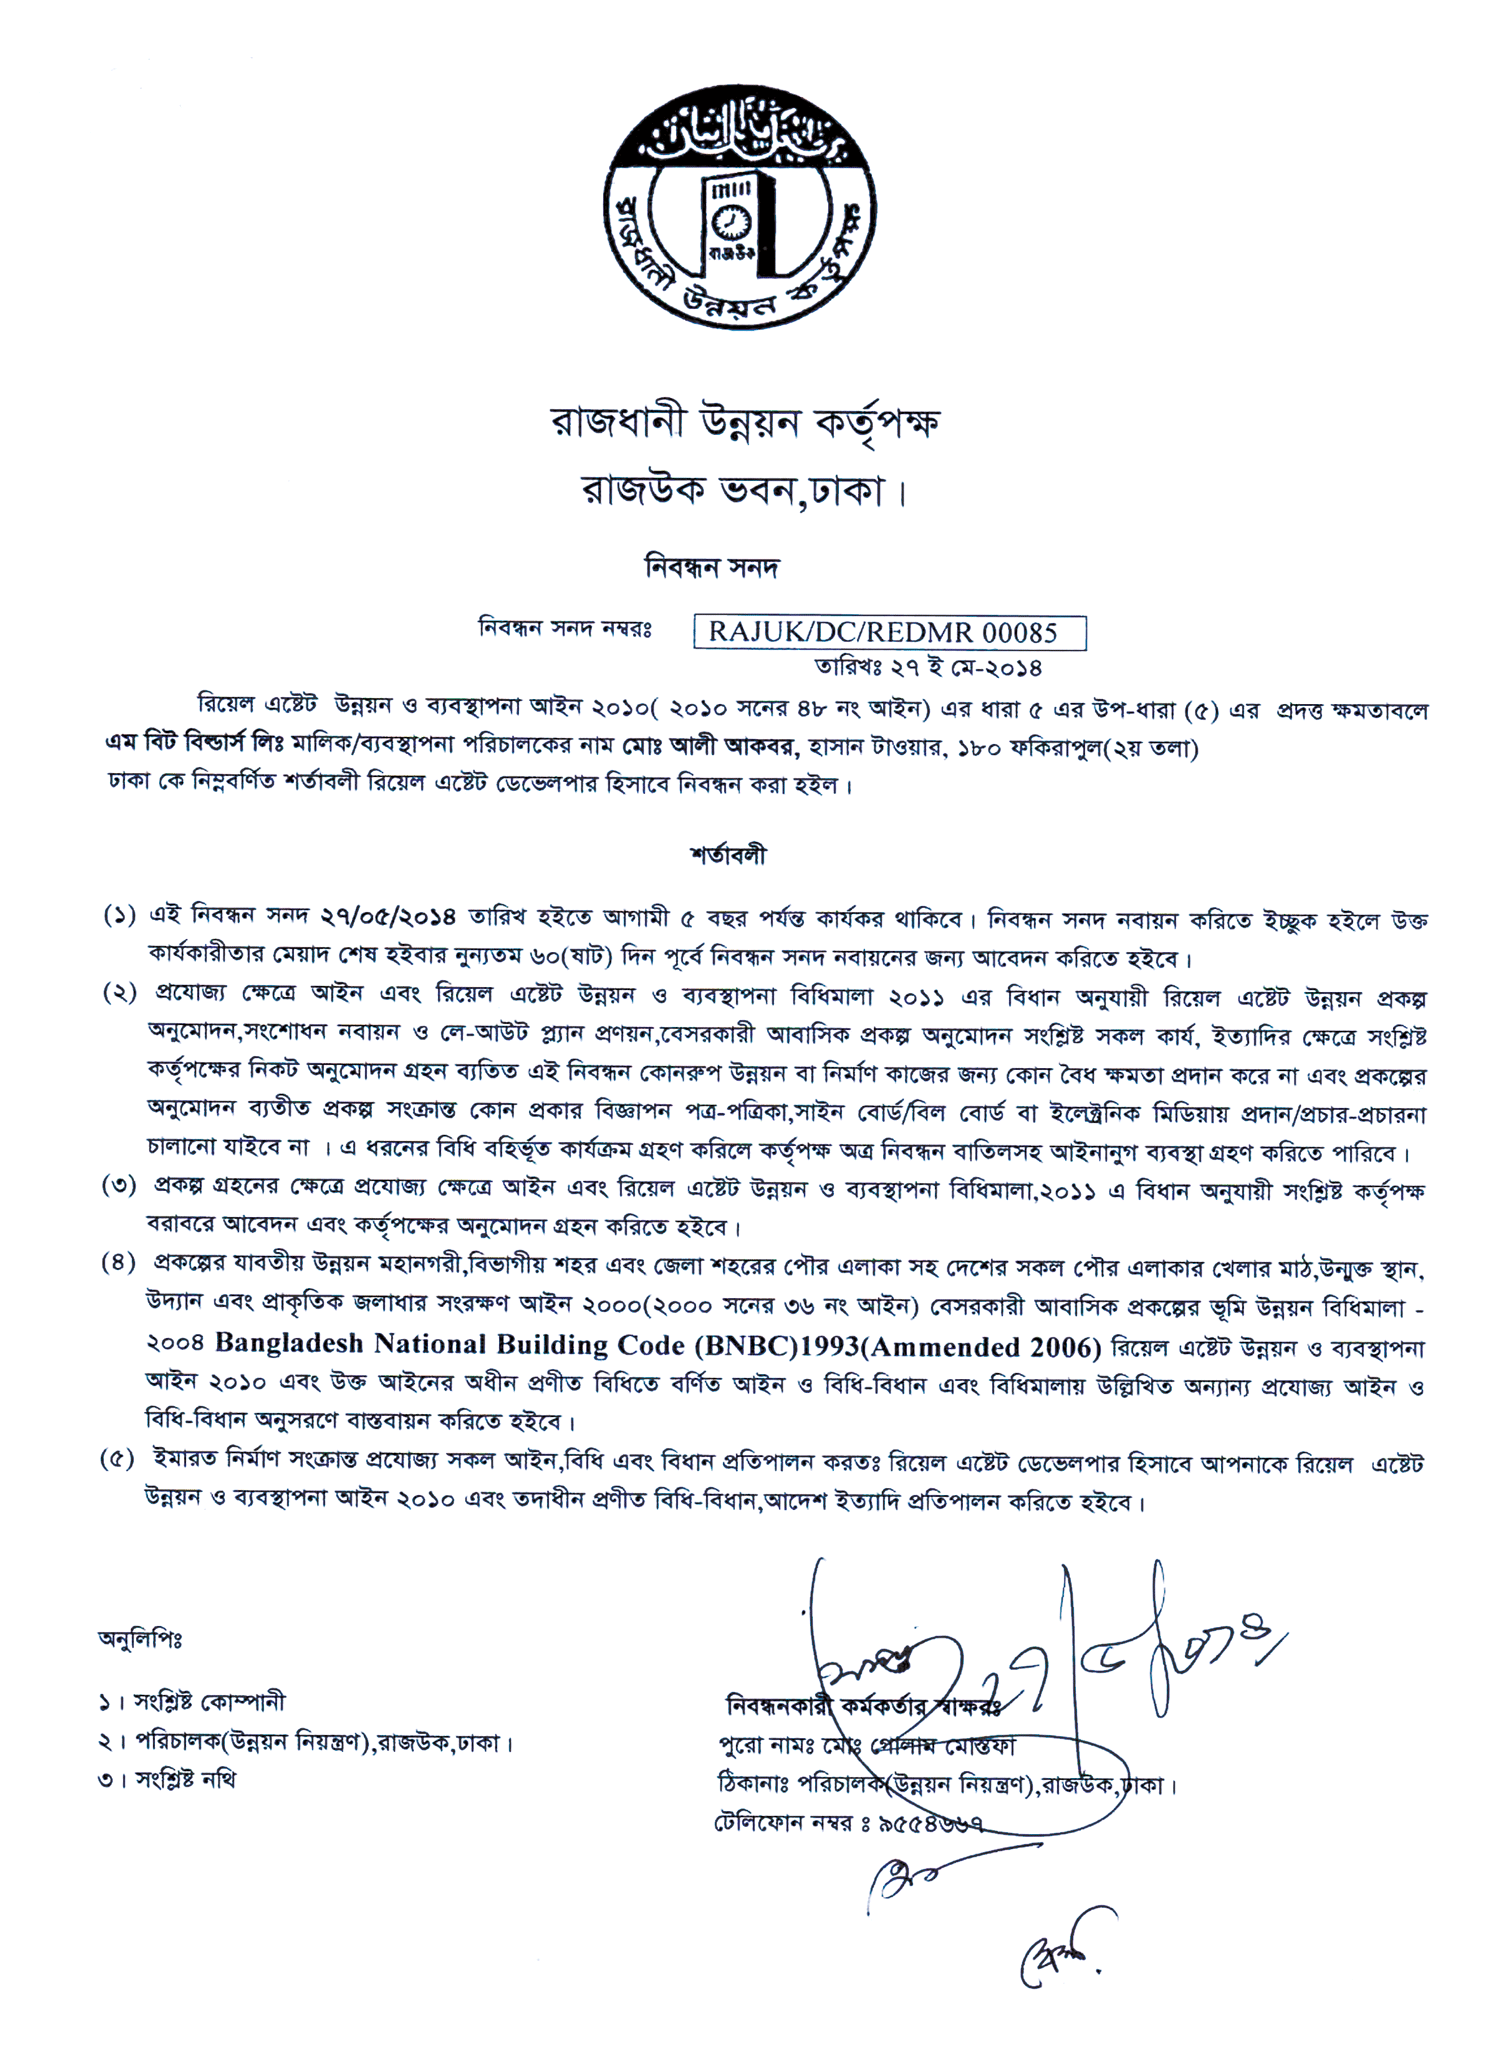 রাজউক
রাজধানী উন্নয়ন কর্তৃপক্ষ
রাজধানী উন্নয়ন কর্তৃপক্ষ
রাজউক ভবন,ঢাকা।
নিবন্ধন সনদ
নিবন্ধন সনদ নম্বরঃ RAJUK/DC/REDMR 00085
তারিখঃ ২৭ ই মে-২০১৪
রিয়েল এষ্টেট উন্নয়ন ও ব্যবস্থাপনা আইন ২০১০( ২০১০ সনের ৪৮ নং আইন) এর ধারা ৫ এর উপ-ধারা (৫) এর প্রদত্ত ক্ষমতাবলে
এম বিট বিল্ডার্স লিঃ মালিক/ব্যবস্থাপনা পরিচালকের নাম মোঃ আলী আকবর, হাসান টাওয়ার, ১৮০ ফকিরাপুল(২য় তলা)
ঢাকা কে নিম্নবর্ণিত শর্তাবলী রিয়েল এষ্টেট ডেভেলপার হিসাবে নিবন্ধন করা হইল।
শর্তাবলী
(১) এই নিবন্ধন সনদ ২৭/০৫/২০১৪ তারিখ হইতে আগামী ৫ বছর পর্যন্ত কার্যকর থাকিবে। নিবন্ধন সনদ নবায়ন করিতে ইচ্ছুক হইলে উক্ত
কার্যকারীতার মেয়াদ শেষ হইবার নুন্যতম ৬০(ষাট) দিন পূর্বে নিবন্ধন সনদ নবায়নের জন্য আবেদন করিতে হইবে।
(২) প্রযোজ্য ক্ষেত্রে আইন এবং রিয়েল এষ্টেট উন্নয়ন ও ব্যবস্থাপনা বিধিমালা ২০১১ এর বিধান অনুযায়ী রিয়েল এষ্টেট উন্নয়ন প্রকল্প
অনুমোদন,সংশোধন নবায়ন ও লে-আউট প্ল্যান প্রণয়ন,বেসরকারী আবাসিক প্রকল্প অনুমোদন সংশ্লিষ্ট সকল কার্য, ইত্যাদির ক্ষেত্রে সংশ্লিষ্ট
কর্তৃপক্ষের নিকট অনুমোদন গ্রহন ব্যতিত এই নিবন্ধন কোনরুপ উন্নয়ন বা নির্মাণ কাজের জন্য কোন বৈধ ক্ষমতা প্রদান করে না এবং প্রকল্পের
অনুমোদন ব্যতীত প্রকল্প সংক্রান্ত কোন প্রকার বিজ্ঞাপন পত্র-পত্রিকা,সাইন বোর্ড/বিল বোর্ড বা ইলেক্ট্রনিক মিডিয়ায় প্রদান/প্রচার-প্রচারনা
চালানো যাইবে না । এ ধরনের বিধি বহির্ভূত কার্যক্রম গ্রহণ করিলে কর্তৃপক্ষ অত্র নিবন্ধন বাতিলসহ আইনানুগ ব্যবস্থা গ্রহণ করিতে পারিবে।
(৩) প্রকল্প গ্রহনের ক্ষেত্রে প্রযোজ্য ক্ষেত্রে আইন এবং রিয়েল এষ্টেট উন্নয়ন ও ব্যবস্থাপনা বিধিমালা,২০১১ এ বিধান অনুযায়ী সংশ্লিষ্ট কর্তৃপক্ষ
বরাবরে আবেদন এবং কর্তৃপক্ষের অনুমোদন গ্রহন করিতে হইবে।
(৪) প্রকল্পের যাবতীয় উন্নয়ন মহানগরী,বিভাগীয় শহর এবং জেলা শহরের পৌর এলাকা সহ দেশের সকল পৌর এলাকার খেলার মাঠ,উন্মুক্ত স্থান,
উদ্যান এবং প্রাকৃতিক জলাধার সংরক্ষণ আইন ২০০০(২০০০ সনের ৩৬ নং আইন) বেসরকারী আবাসিক প্রকল্পের ভূমি উন্নয়ন বিধিমালা -
২০০৪ Bangladesh National Building Code (BNBC)1993(Ammended 2006) রিয়েল এষ্টেট উন্নয়ন ও ব্যবস্থাপনা
আইন ২০১০ এবং উক্ত আইনের অধীন প্রণীত বিধিতে বর্ণিত আইন ও বিধি-বিধান এবং বিধিমালায় উল্লিখিত অন্যান্য প্রযোজ্য আইন ও
বিধি-বিধান অনুসরণে বাস্তবায়ন করিতে হইবে।
(৫) ইমারত নির্মাণ সংক্রান্ত প্রযোজ্য সকল আইন,বিধি এবং বিধান প্রতিপালন করতঃ রিয়েল এষ্টেট ডেভেলপার হিসাবে আপনাকে রিয়েল এষ্টেট
উন্নয়ন ও ব্যবস্থাপনা আইন ২০১০ এবং তদাধীন প্রণীত বিধি-বিধান,আদেশ ইত্যাদি প্রতিপালন করিতে হইবে।
অনুলিপিঃ
১। সংশ্লিষ্ট কোম্পানী
২। পরিচালক(উন্নয়ন নিয়ন্ত্রণ),রাজউক,ঢাকা।
৩। সংশ্লিষ্ট নথি
নিবন্ধনকারী কর্মকর্তার স্বাক্ষরঃ
পুরো নামঃ মোঃ গোলাম মোস্তফা
ঠিকানাঃ পরিচালক(উন্নয়ন নিয়ন্ত্রণ),রাজউক,ঢাকা।
টেলিফোন নম্বর ঃ ৯৫৫৪৬৬৭